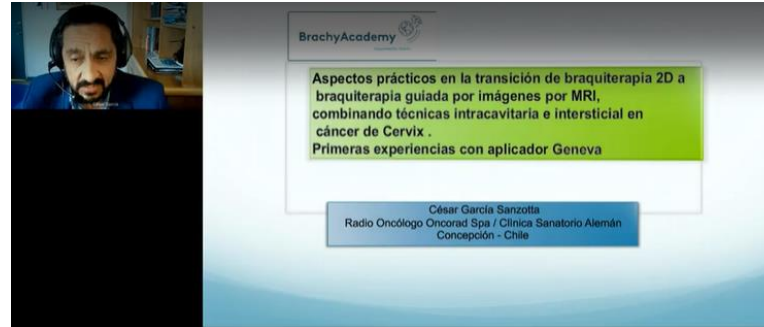 BrachyAcademy
Aspectos prácticos en la transición de braquiterapia 2D a
braquiterapia guiada por imágenes por MRI,
combinando técnicas intracavitaria e intersticial en
cáncer de Cervix .
Primeras experiencias con aplicador Geneva
César García Sanzotta
Radio Oncólogo Oncorad Spa / Clínica Sanatorio Alemán
Concepción - Chile